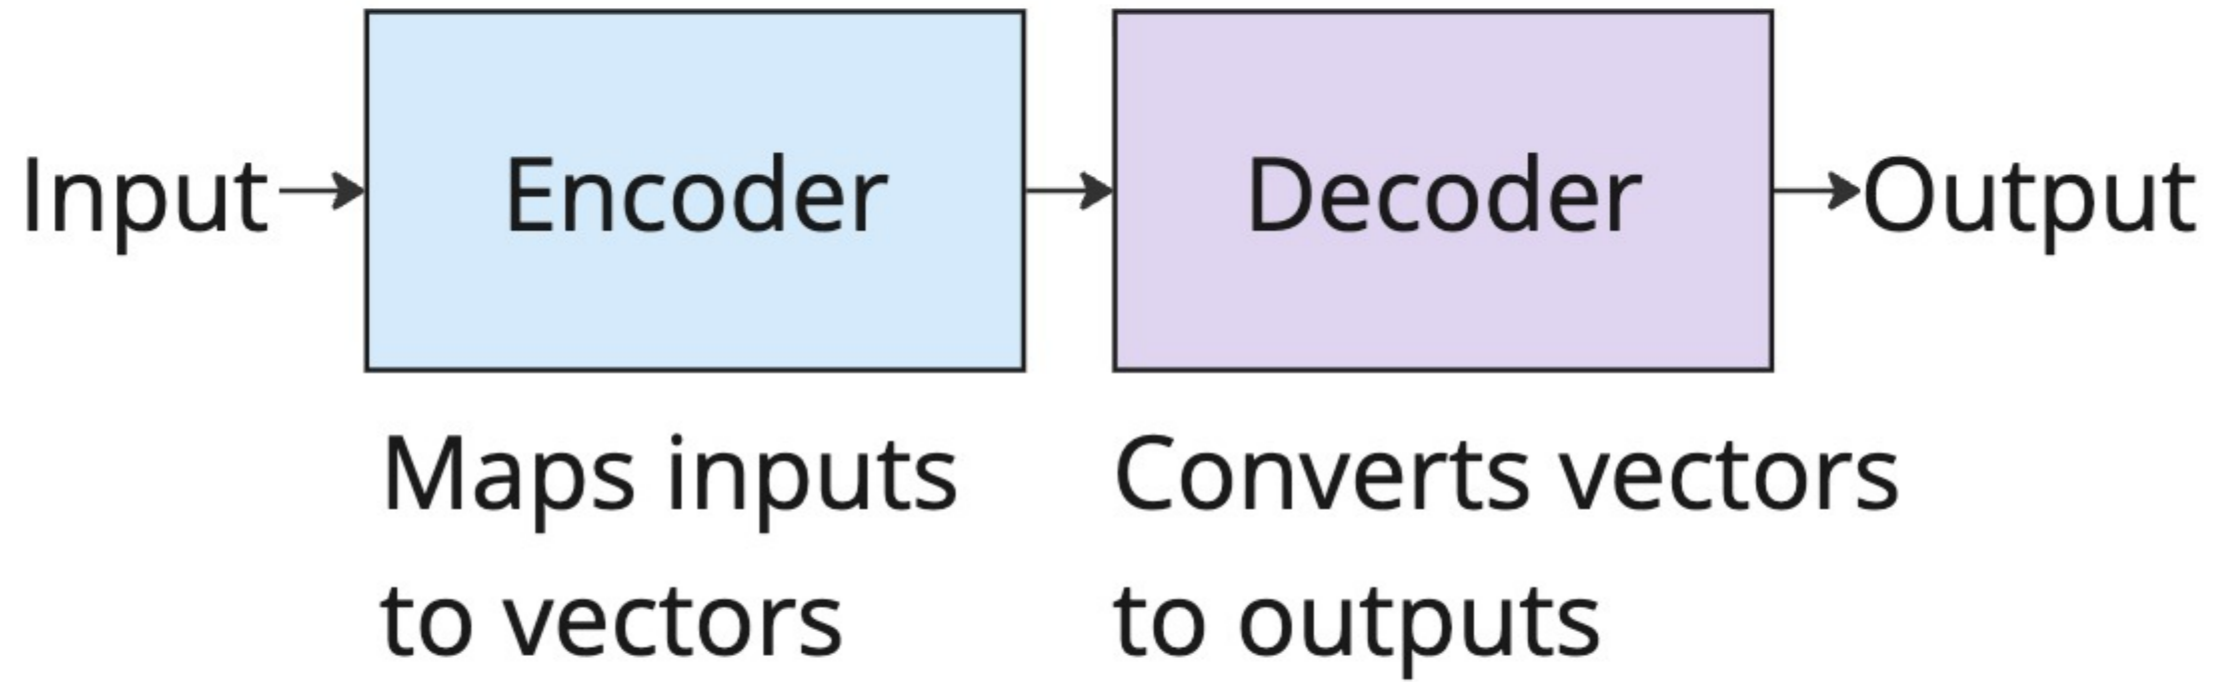 Input
Encoder
Decoder
Output
Maps inputs
to vectors
Converts vectors
to outputs